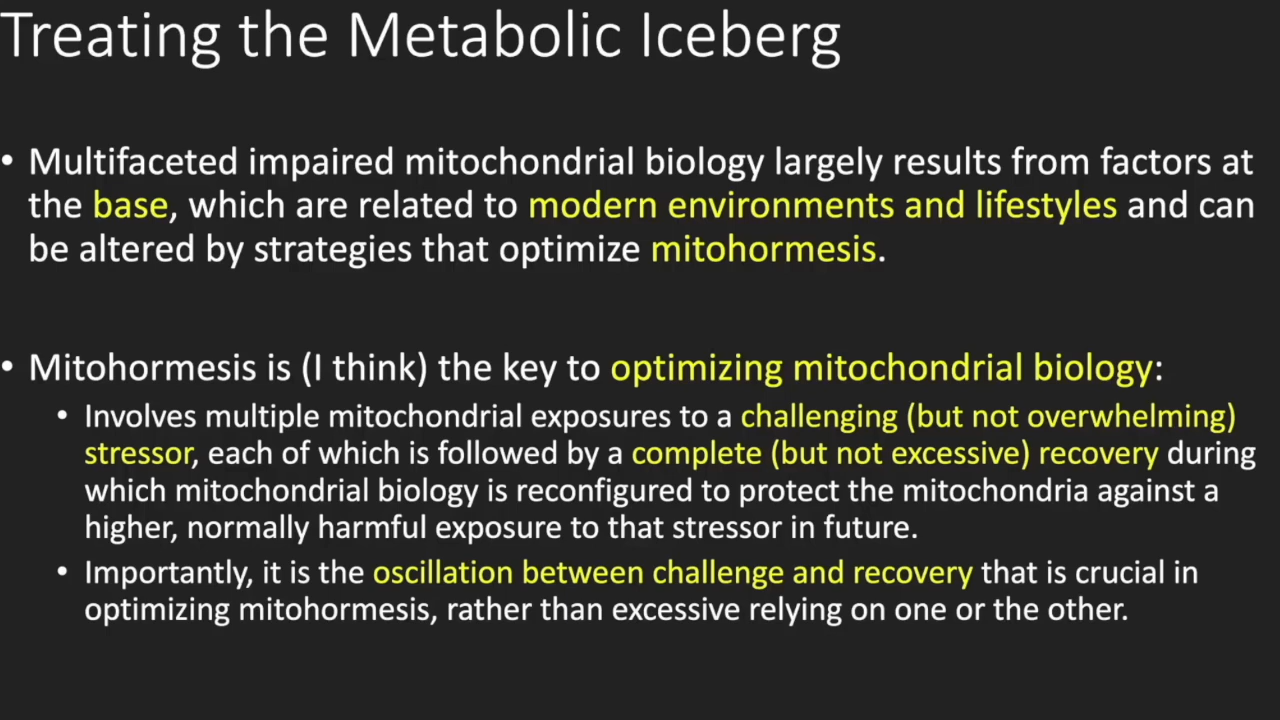 Treating the Metabolic Iceberg
• Multifaceted impaired mitochondrial biology largely results from factors at
the base, which are related to modern environments and lifestyles and can
be altered by strategies that optimize mitohormesis.
• Mitohormesis is (I think) the key to optimizing mitochondrial biology:
• Involves multiple mitochondrial exposures to a challenging (but not overwhelming)
stressor, each of which is followed by a complete (but not excessive) recovery during
which mitochondrial biology is reconfigured to protect the mitochondria against a
higher, normally harmful exposure to that stressor in future.
• Importantly, it is the oscillation between challenge and recovery that is crucial in
optimizing mitohormesis, rather than excessive relying on one or the other.